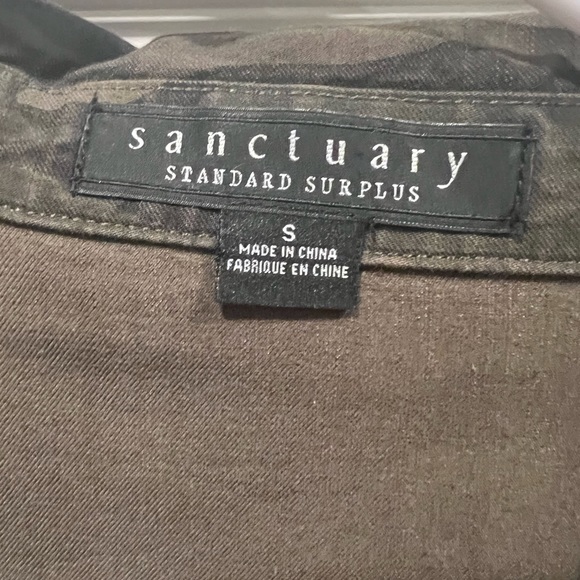 sanctuary
STANDARD SURPLUS
S
MADE IN CHINA
FABRIQUE EN CHINE